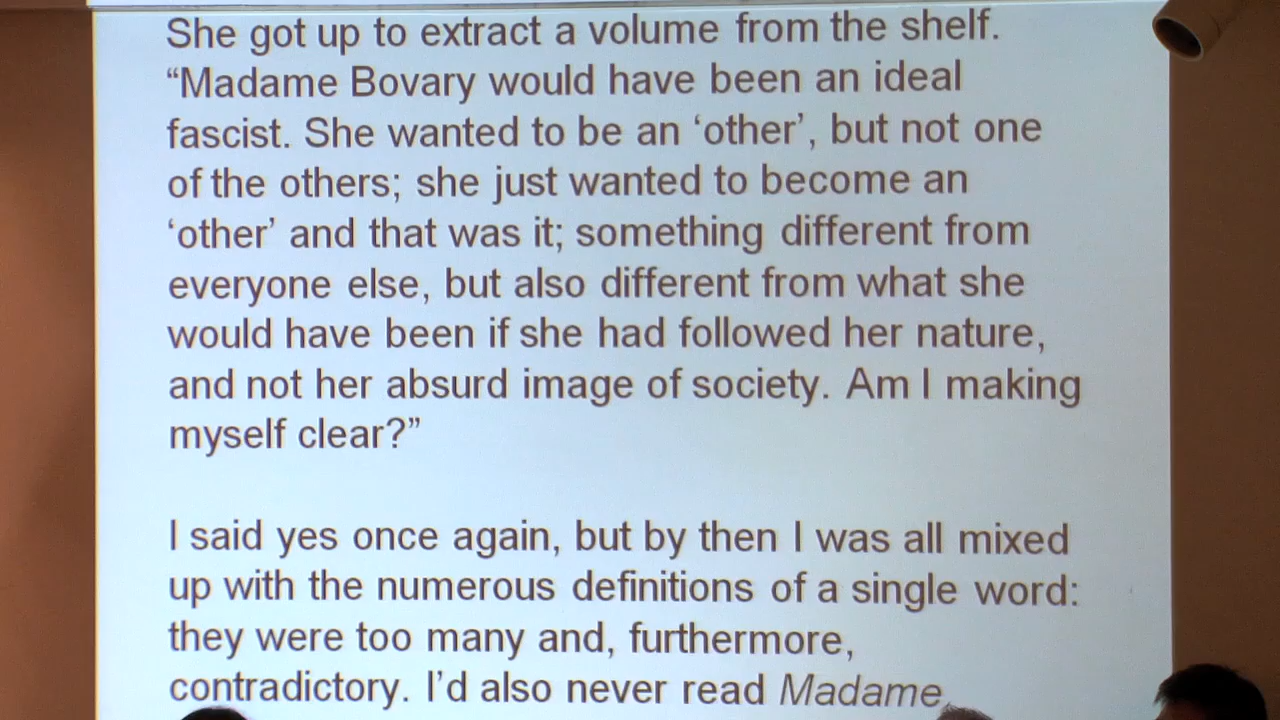 She got up to extract a volume from the shelf.
“Madame Bovary would have been an ideal
fascist. She wanted to be an ‘other’, but not one
of the others; she just wanted to become an
‘other’ and that was it; something different from
everyone else, but also different from what she
would have been if she had followed her nature,
and not her absurd image of society. Am I making
myself clear?”
I said yes once again, but by then I was all mixed
up with the numerous definitions of a single word:
they were too many and, furthermore,
contradictory. I’d also never read Madame